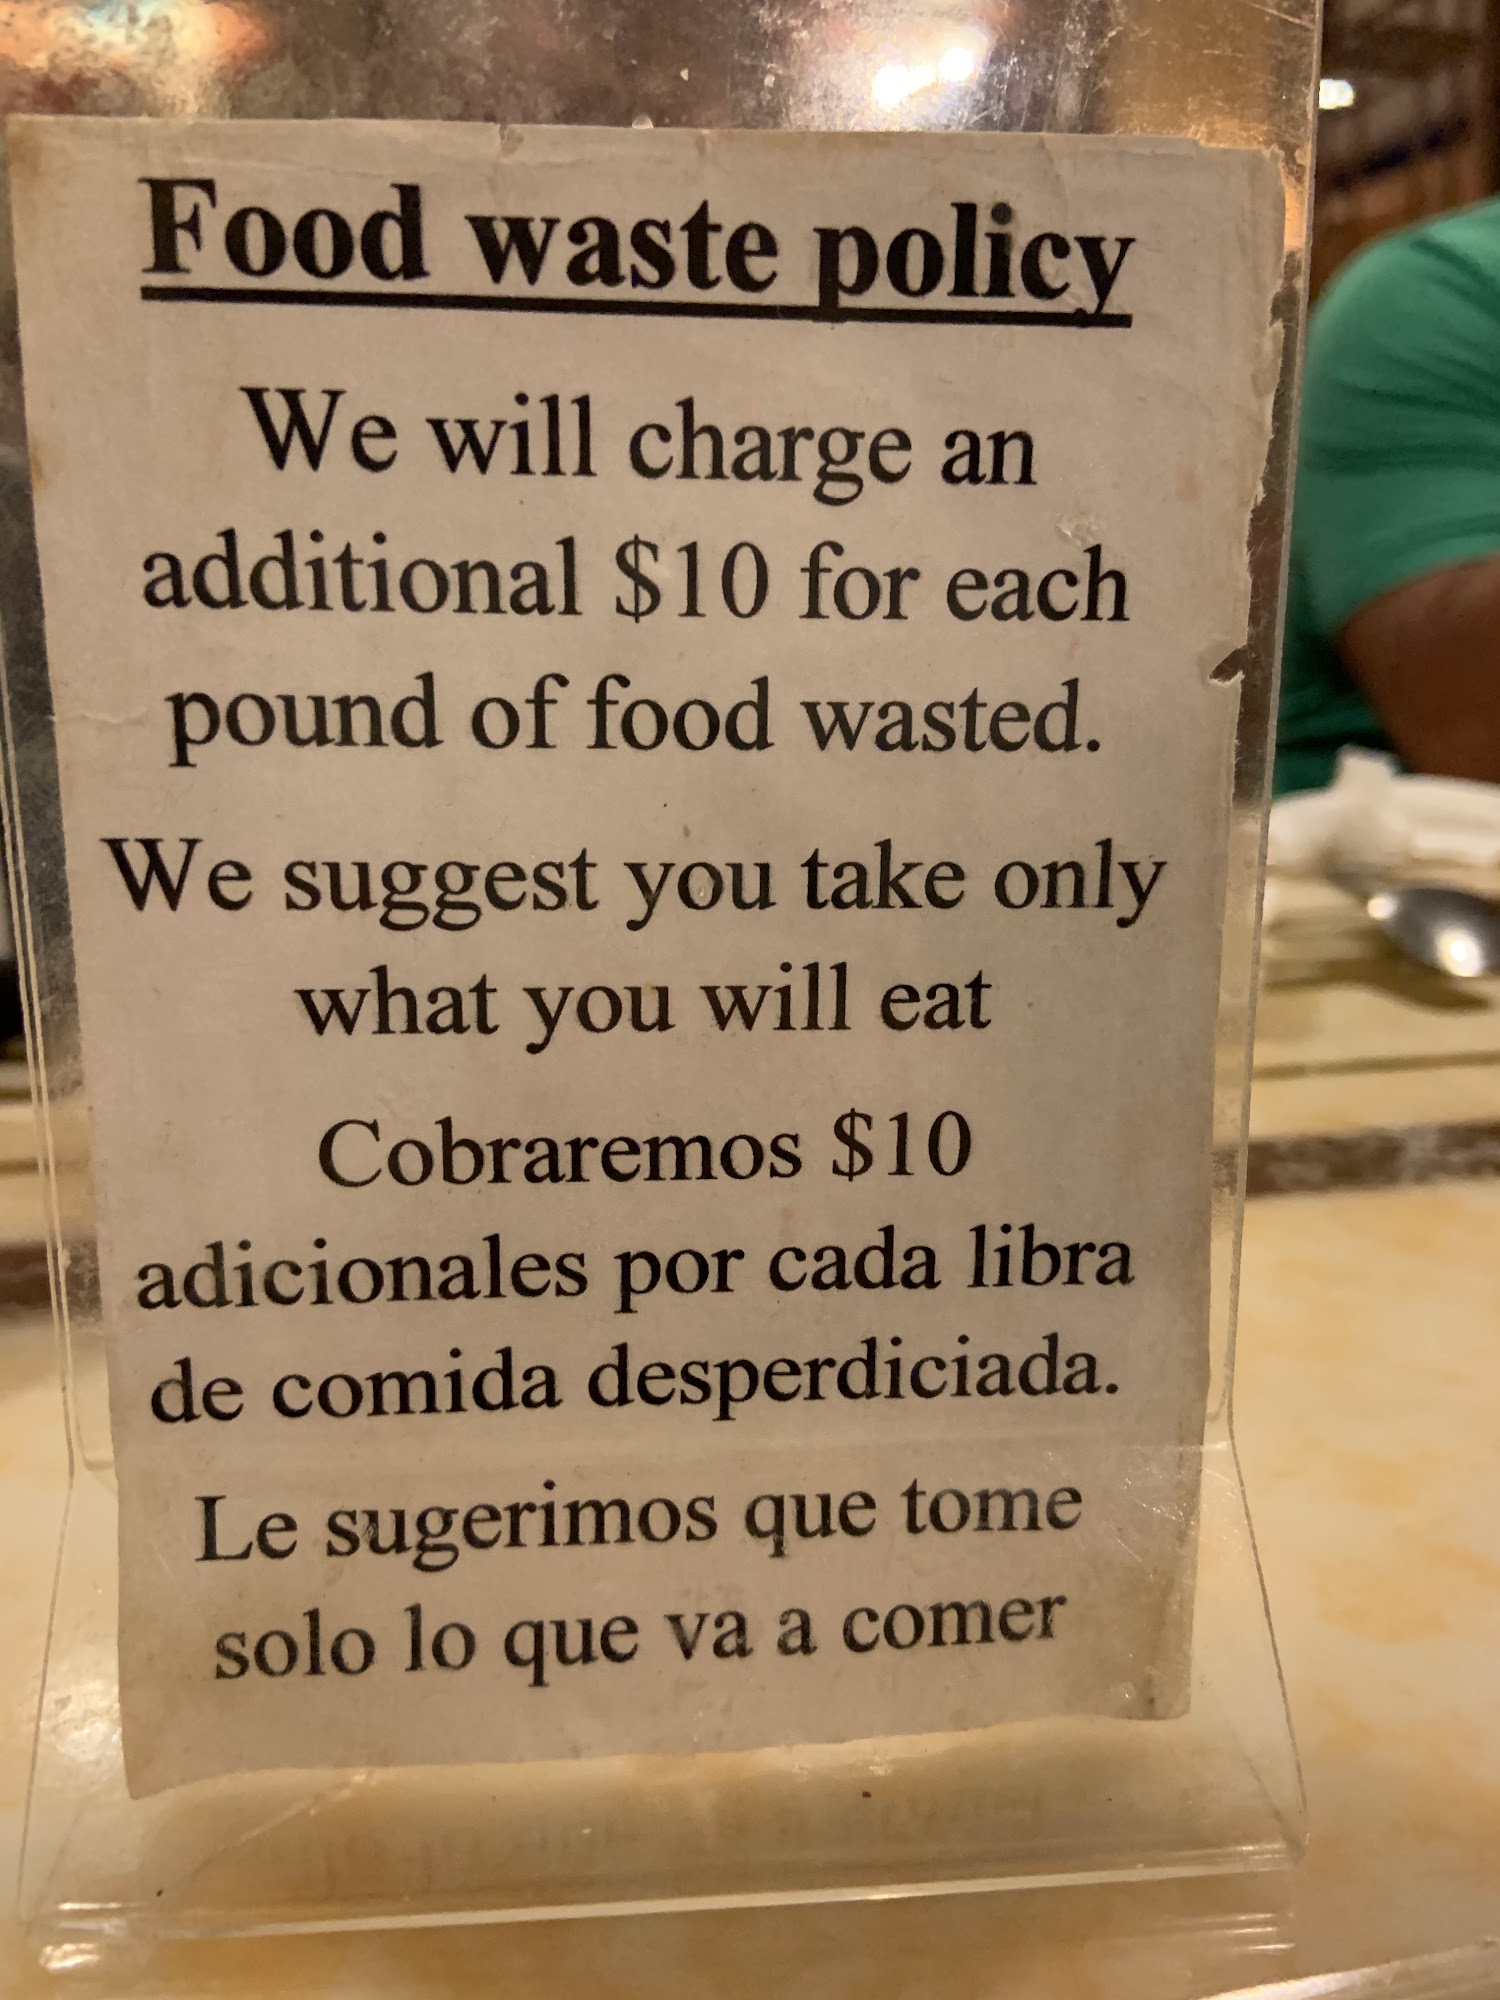 Food waste policy
We will charge an
additional $10 for each
pound of food wasted.
We suggest you take only
what you will eat
Cobraremos $10
adicionales por cada libra
de comida desperdiciada.
Le sugerimos que tome
solo lo que va a comer